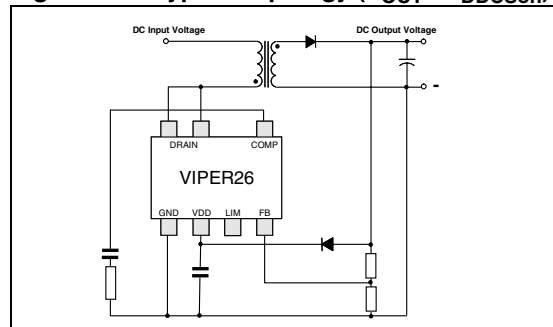 DC Input Voltage
DC Output Voltage
-
DRAIN
COMP
VIPER26
GND
VDD
LIM
FB